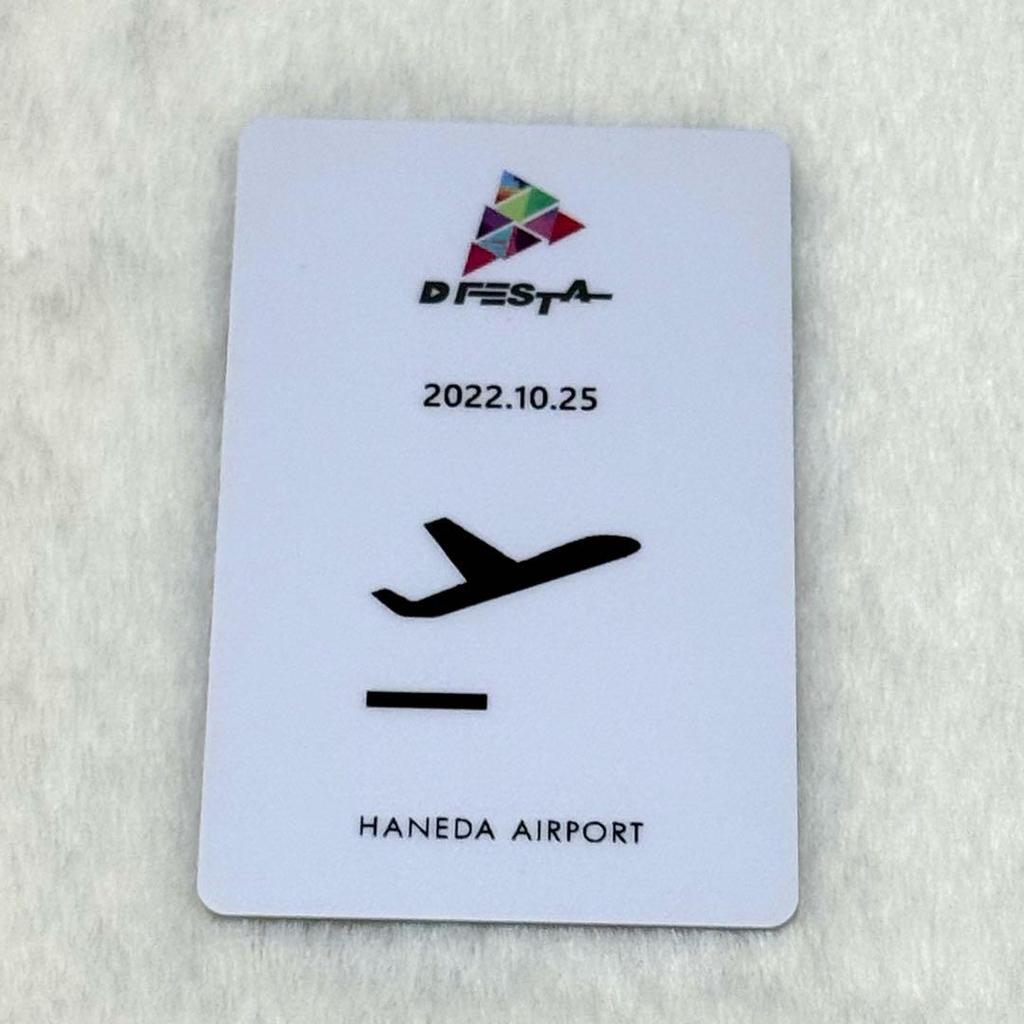 D FESTA
2022.10.25
HANEDA AIRPORT